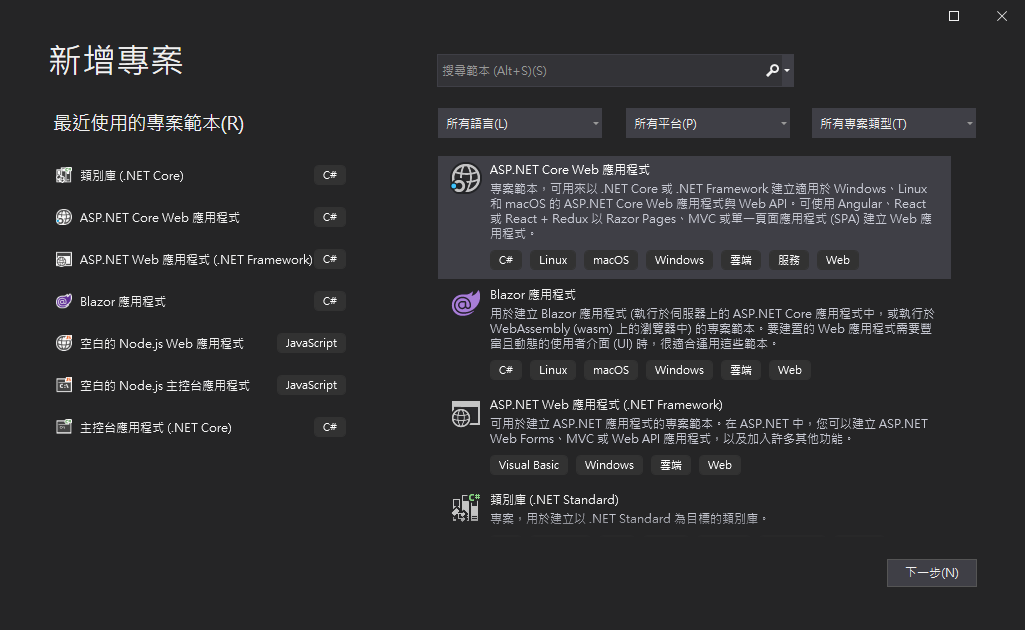 新增專案
最近使用的專案範本(R)
類別庫 (.NET Core) C#
ASP.NET Core Web 應用程式 C#
ASP.NET Web 應用程式 (.NET Framework) C#
Blazor 應用程式 C#
空白的 Node.js Web 應用程式 JavaScript
空白的 Node.js 主控台應用程式 JavaScript
主控台應用程式 (.NET Core) C#
搜尋範本 (Alt+S)(S)
所有語言(L) 所有平台(P) 所有專案類型(T)
ASP.NET Core Web 應用程式
專案範本，可用來以 .NET Core 或 .NET Framework 建立適用於 Windows、Linux
和 macOS 的 ASP.NET Core Web 應用程式與 Web API。可使用 Angular、React
或 React + Redux 以 Razor Pages、MVC 或單一頁面應用程式 (SPA) 建立 Web 應
用程式。
C# Linux macOS Windows 雲端 服務 Web
Blazor 應用程式
用於建立 Blazor 應用程式 (執行於伺服器上的 ASP.NET Core 應用程式中，或執行於
WebAssembly (wasm) 上的瀏覽器中) 的專案範本。要建置的 Web 應用程式需要豐
富且動態的使用者介面 (UI) 時，很適合運用這些範本。
C# Linux macOS Windows 雲端 Web
ASP.NET Web 應用程式 (.NET Framework)
可用於建立 ASP.NET 應用程式的專案範本。在 ASP.NET 中，您可以建立 ASP.NET
Web Forms、MVC 或 Web API 應用程式，以及加入許多其他功能。
Visual Basic Windows 雲端 Web
類別庫 (.NET Standard)
專案，用於建立以 .NET Standard 為目標的類別庫。
下一步(N)